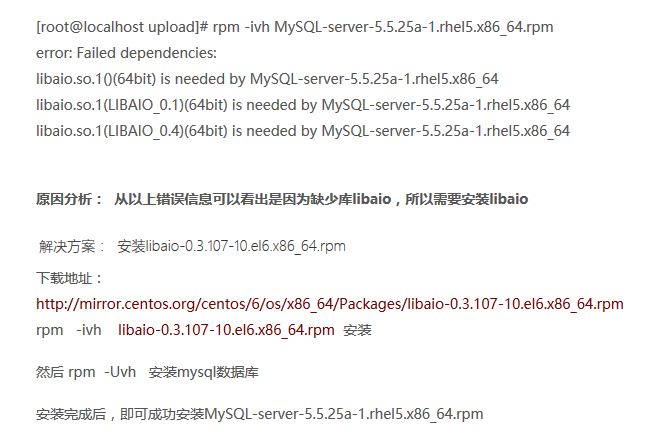 [root@localhost upload]# rpm -ivh MySQL-server-5.5.25a-1.rhel5.x86_64.rpm
error: Failed dependencies:
libaio.so.1()(64bit) is needed by MySQL-server-5.5.25a-1.rhel5.x86_64
libaio.so.1(LIBAIO_0.1)(64bit) is needed by MySQL-server-5.5.25a-1.rhel5.x86_64
libaio.so.1(LIBAIO_0.4)(64bit) is needed by MySQL-server-5.5.25a-1.rhel5.x86_64
原因分析： 从以上错误信息可以看出是因为缺少库libaio，所以需要安装libaio
解决方案： 安装libaio-0.3.107-10.el6.x86_64.rpm
下载地址：
http://mirror.centos.org/centos/6/os/x86_64/Packages/libaio-0.3.107-10.el6.x86_64.rpm
rpm -ivh libaio-0.3.107-10.el6.x86_64.rpm 安装
然后 rpm -Uvh 安装mysql数据库
安装完成后，即可成功安装MySQL-server-5.5.25a-1.rhel5.x86_64.rpm